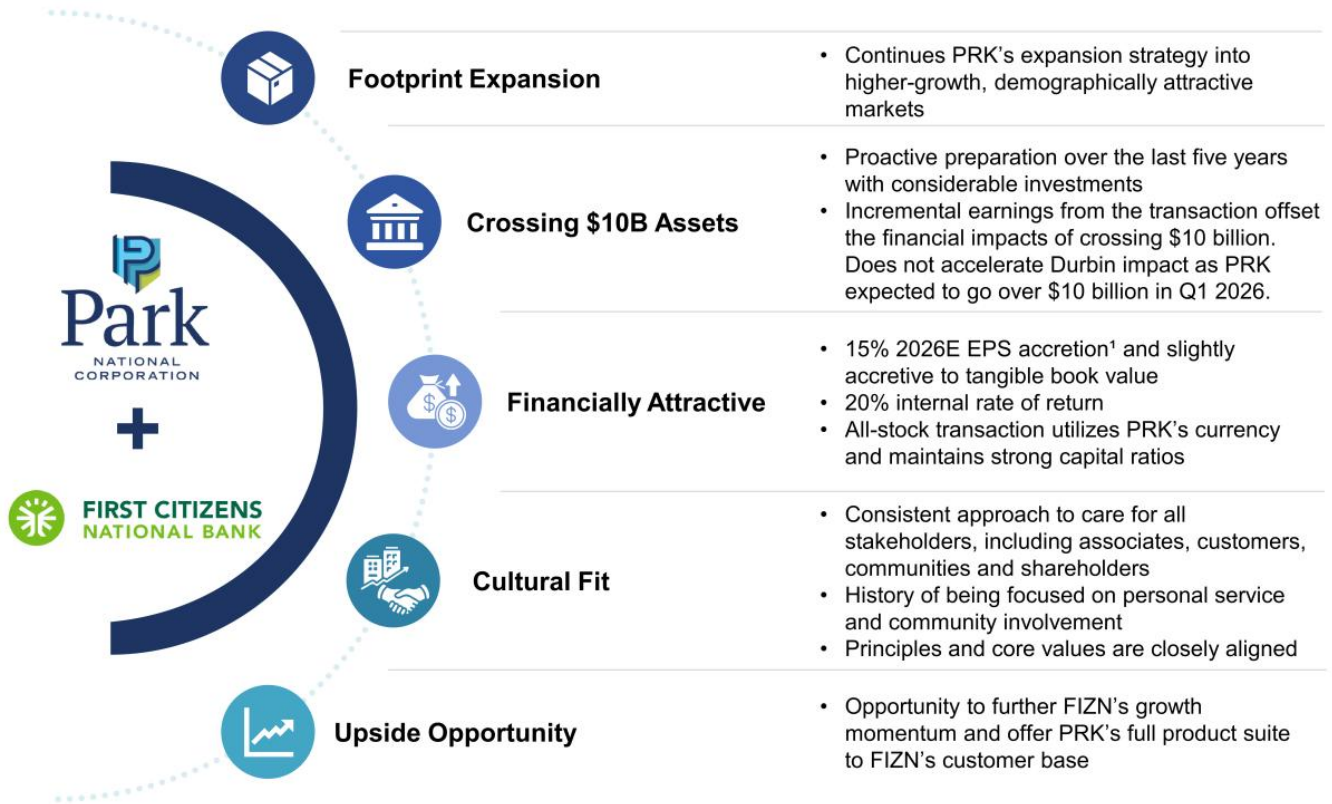 Park
NATIONAL
CORPORATION
+
FIRST CITIZENS
NATIONAL BANK
Footprint Expansion
• Continues PRK’s expansion strategy into
higher-growth, demographically attractive
markets
Crossing $10B Assets
• Proactive preparation over the last five years
with considerable investments
• Incremental earnings from the transaction offset
the financial impacts of crossing $10 billion.
Does not accelerate Durbin impact as PRK
expected to go over $10 billion in Q1 2026.
Financially Attractive
• 15% 2026E EPS accretion¹ and slightly
accretive to tangible book value
• 20% internal rate of return
• All-stock transaction utilizes PRK’s currency
and maintains strong capital ratios
Cultural Fit
• Consistent approach to care for all
stakeholders, including associates, customers,
communities and shareholders
• History of being focused on personal service
and community involvement
• Principles and core values are closely aligned
Upside Opportunity
• Opportunity to further FIZN’s growth
momentum and offer PRK’s full product suite
to FIZN’s customer base